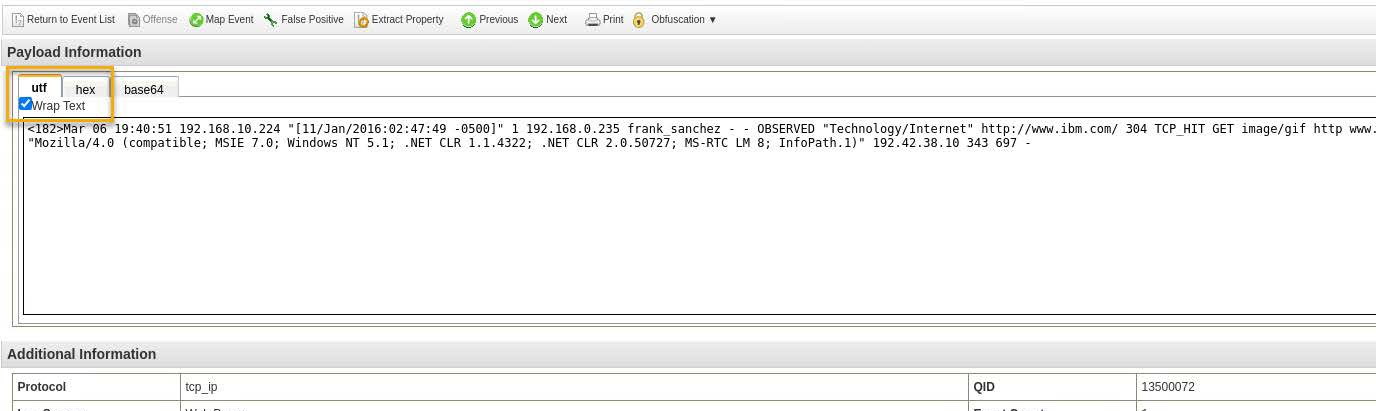 Return to Event List Offense Map Event False Positive Extract Property Previous Next Print Obfuscation ▼
Payload Information
utf hex base64
Wrap Text
<182>Mar 06 19:40:51 192.168.10.224 "[11/Jan/2016:02:47:49 -0500]" 1 192.168.0.235 frank_sanchez - - OBSERVED "Technology/Internet" http://www.ibm.com/ 304 TCP_HIT GET image/gif http www.
"Mozilla/4.0 (compatible; MSIE 7.0; Windows NT 5.1; .NET CLR 1.1.4322; .NET CLR 2.0.50727; MS-RTC LM 8; InfoPath.1)" 192.42.38.10 343 697 -
Additional Information
Protocol tcp_ip QID 13500072